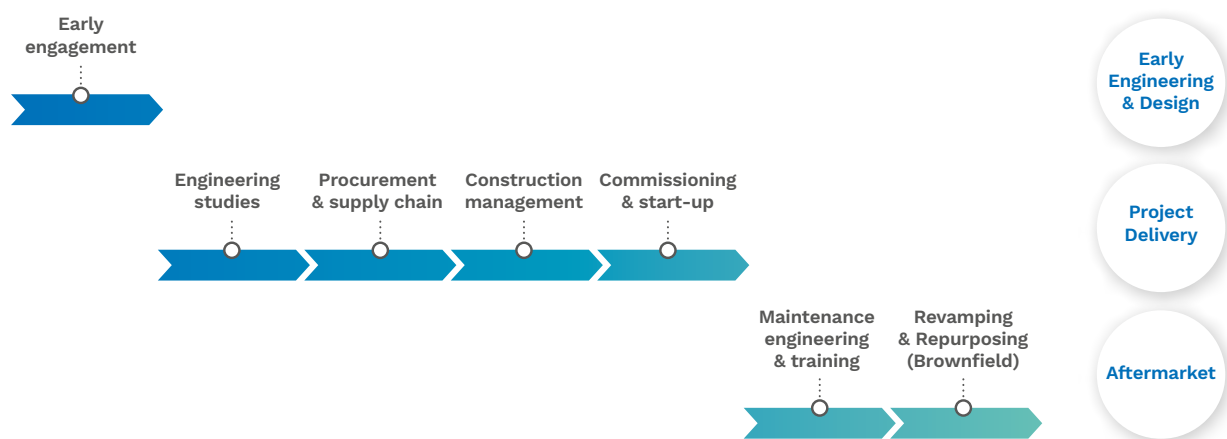 Early
engagement
Early
Engineering
& Design
Engineering
studies
Procurement
& supply chain
Construction
management
Commissioning
& start-up
Project
Delivery
Maintenance
engineering
& training
Revamping
& Repurposing
(Brownfield)
Aftermarket